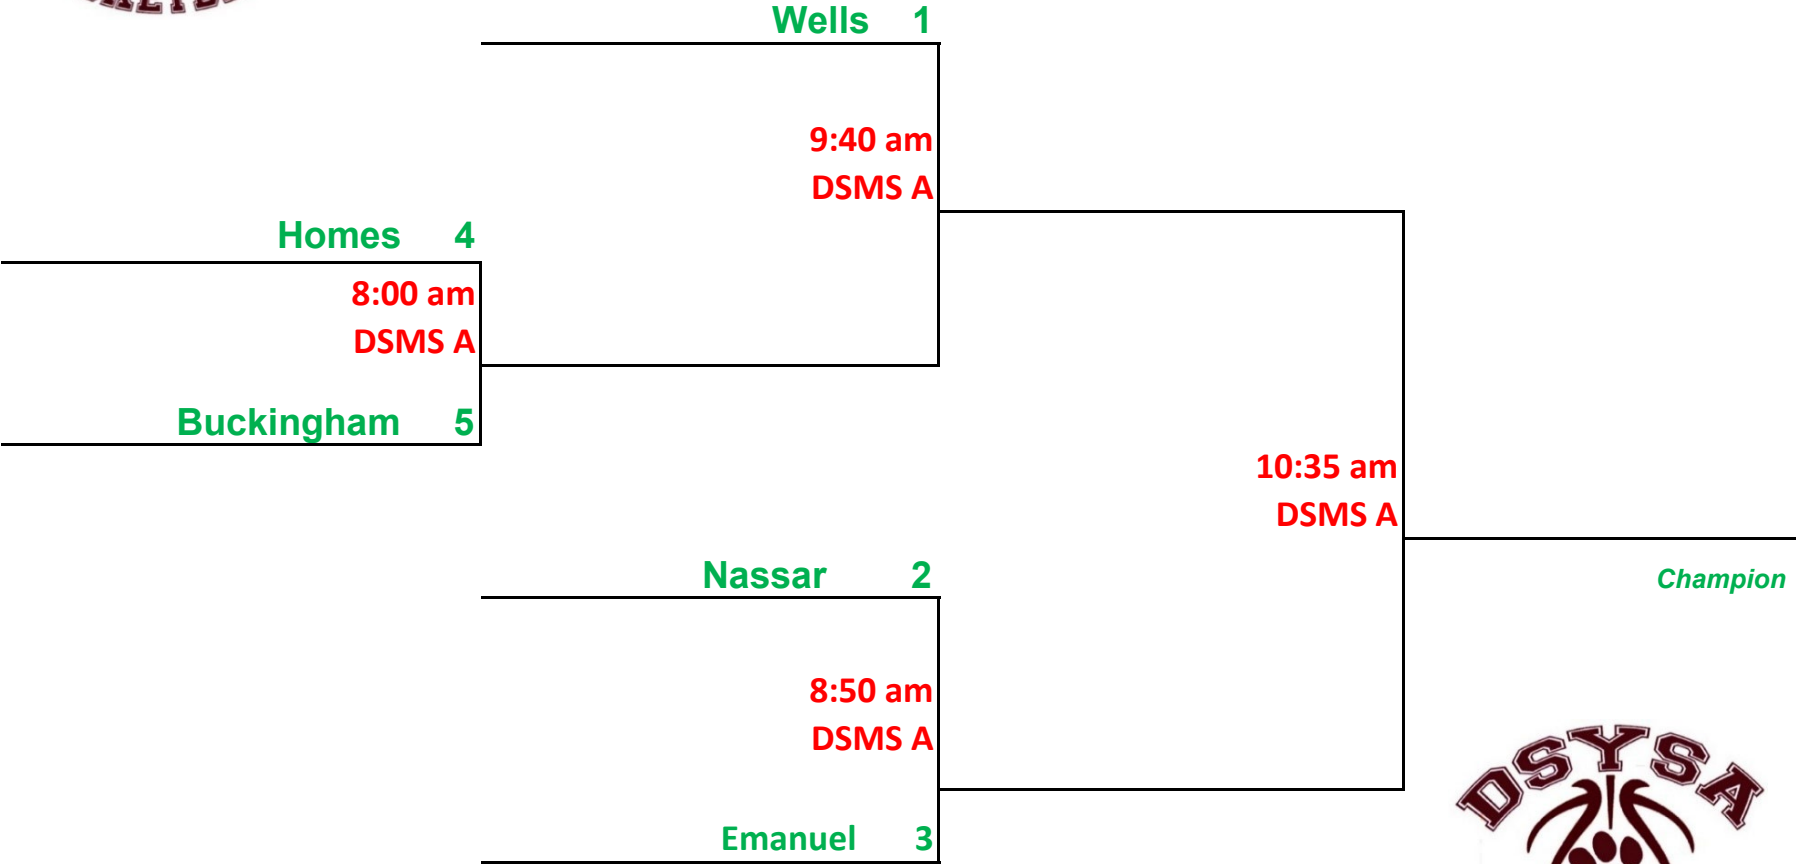 Wells 1
9:40 am
DSMS A
Homes 4
8:00 am
DSMS A
Buckingham 5
10:35 am
DSMS A
Nassar 2
Champion
8:50 am
DSMS A
DSYSA
Emanuel 3